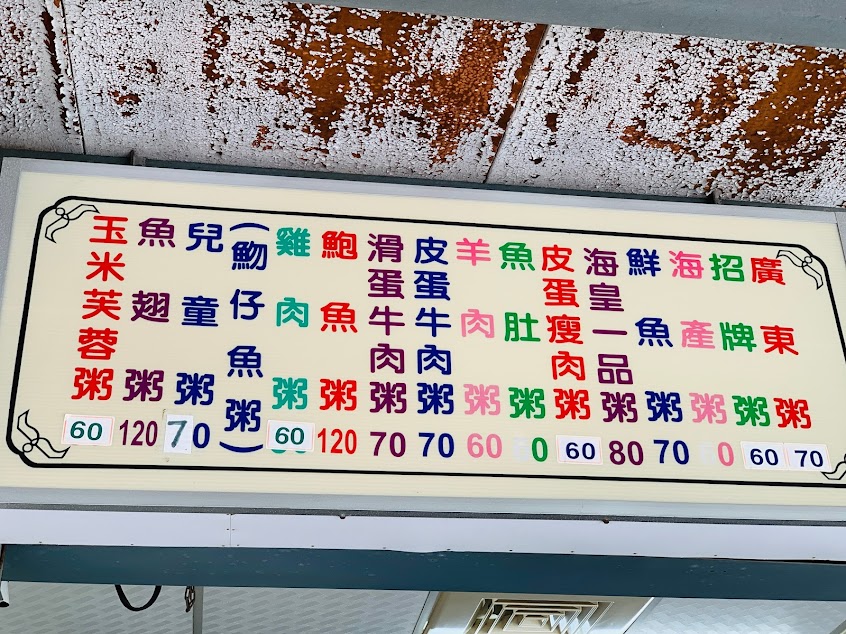 廣東粥 70
招牌粥 60
海產粥 0
鮮魚粥 70
海皇一品粥 80
皮蛋瘦肉粥 60
魚肚粥 0
羊肉粥 60
皮蛋牛肉粥 70
滑蛋牛肉粥 70
鮑魚粥 120
雞肉粥 60
(魩仔魚粥)
兒童粥 70
魚翅粥 120
玉米芙蓉粥 60